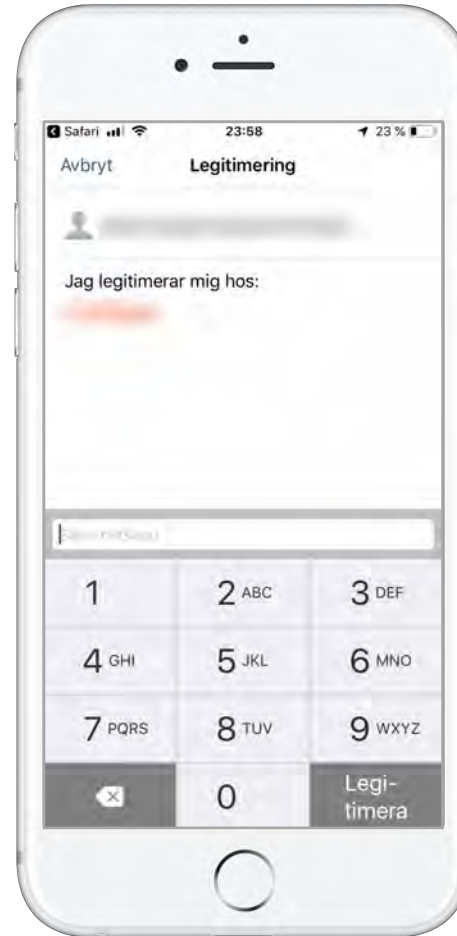 Safari 23:58 23 %
Avbryt Legitimering
Jag legitimerar mig hos:
1 2 ABC 3 DEF
4 GHI 5 JKL 6 MNO
7 PQRS 8 TUV 9 WXYZ
0 Legi-
timera